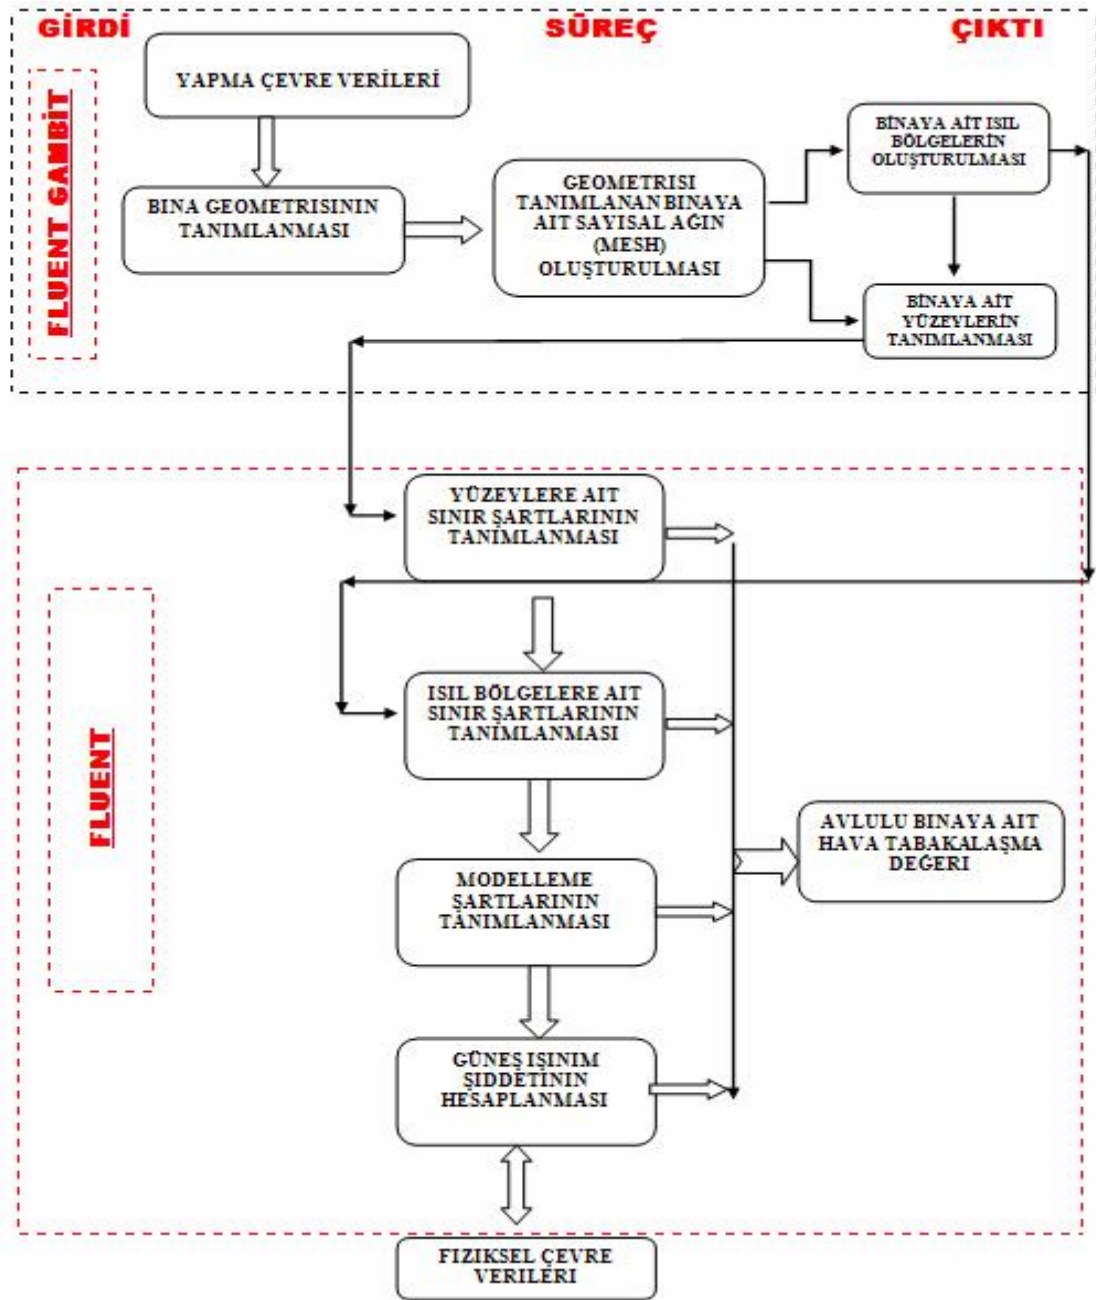 GİRDİ
SÜREÇ
ÇIKTI
FLUENT GAMBİT
YAPMA ÇEVRE VERİLERİ
BINA GEOMETRISININ
TANIMLANMASI
GEOMETRISI
TANIMLANAN BINAYA
AIT SAYISAL AĞIN
(MESH)
OLUŞTURULMASI
BİNAYA AİT ISIL
BÖLGELERİN
OLUŞTURULMASI
BİNAYA AİT
YÜZEYLERİN
TANIMLANMASI
FLUENT
YÜZEYLERE AIT
SINIR ŞARTLARININ
TANIMLANMASI
ISIL BÖLGELERE AIT
SINIR ŞARTLARININ
TANIMLANMASI
MODELLEME
ŞARTLARININ
TANIMLANMASI
GÜNEŞ IŞINIM
ŞIDDETININ
HESAPLANMASI
AVLULU BINAYA AIT
HAVA TABAKALAŞMA
DEĞERI
FIZIKSEL ÇEVRE
VERILERI